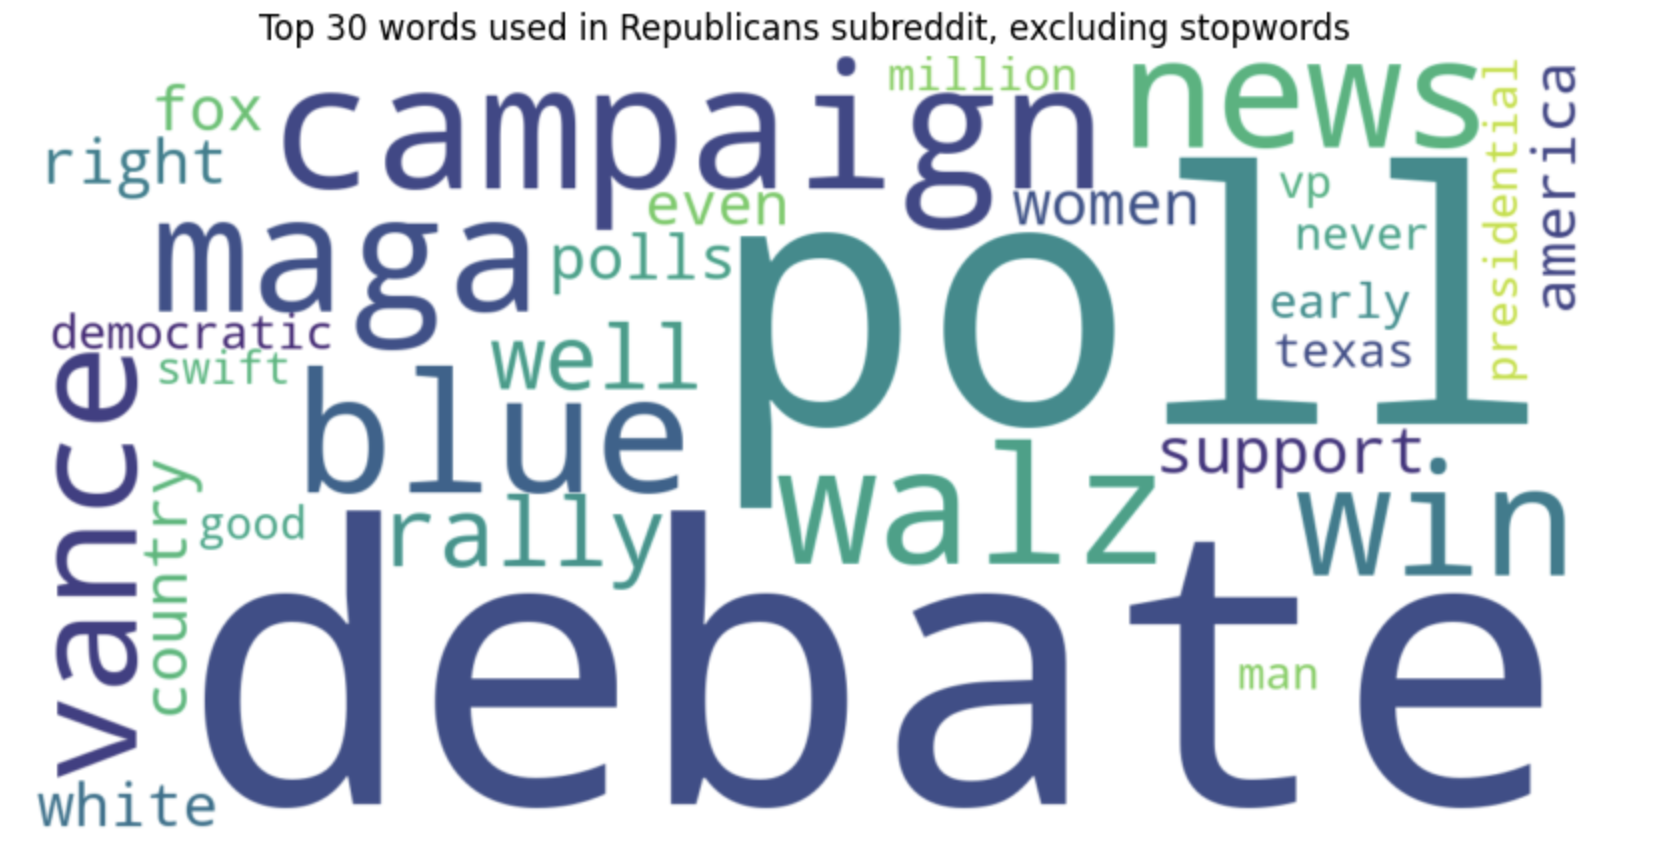 Top 30 words used in Republicans subreddit, excluding stopwords
million
news
fox
campaign
presidential
america
right
vp
even
women
maga
never
polls
poll
early
democratic
well
texas
swift
vance
blue
support
walz
win
country
good
rally
debate
man
white